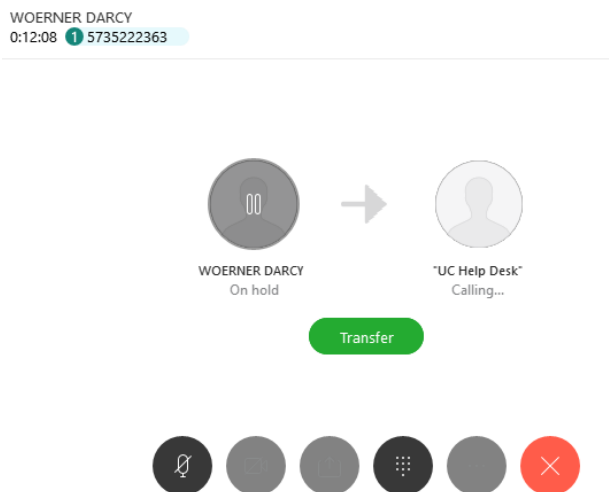 WOERNER DARCY
0:12:08 1 5735222363
WOERNER DARCY
On hold
"UC Help Desk"
Calling...
Transfer